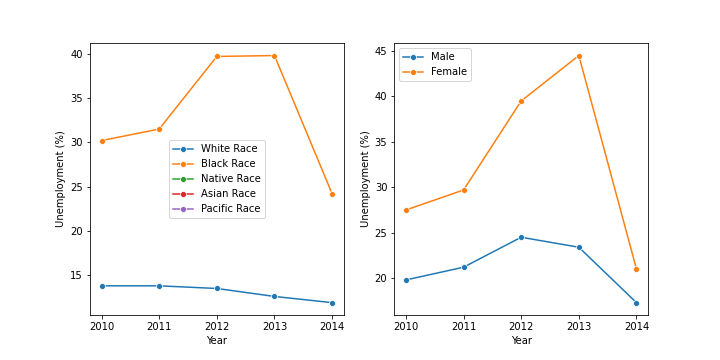 40
35
30
25
20
15
Unemployment (%)
White Race
Black Race
Native Race
Asian Race
Pacific Race
2010 2011 2012 2013 2014
Year
45
40
35
30
25
20
Unemployment (%)
Male
Female
2010 2011 2012 2013 2014
Year